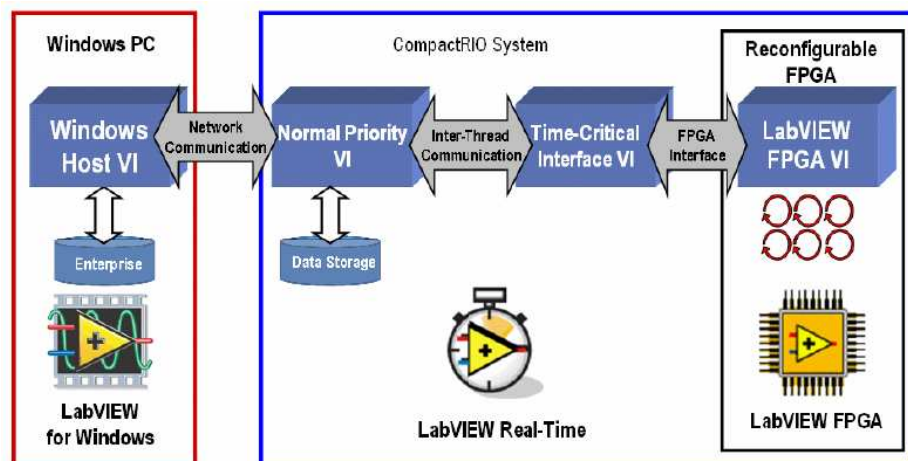 Windows PC
CompactRIO System
Reconfigurable
FPGA
Windows
Host VI
Network
Communication
Normal Priority
VI
Inter-Thread
Communication
Time-Critical
Interface VI
FPGA
Interface
LabVIEW
FPGA VI
Enterprise
Data Storage
LabVIEW
for Windows
LabVIEW Real-Time
LabVIEW FPGA